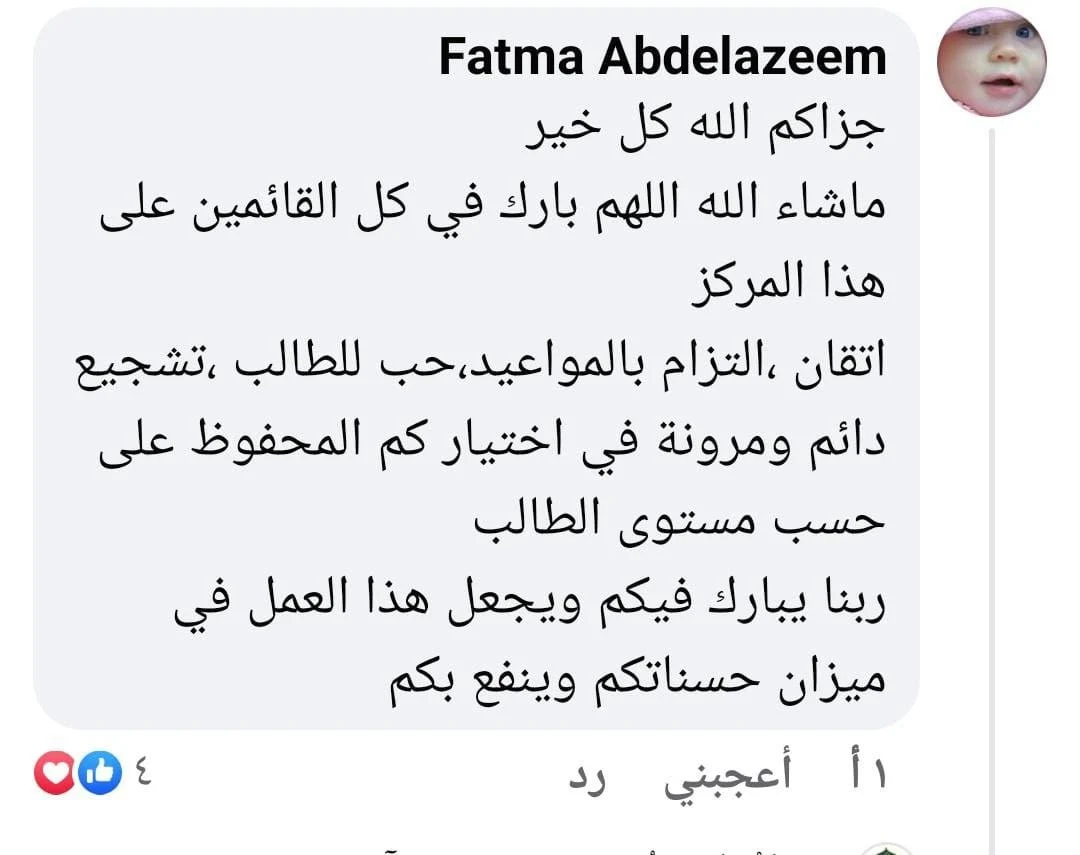 Fatma Abdelazeem
جزاكم الله كل خير
ماشاء الله اللهم بارك في كل القائمين على
هذا المركز
اتقان ،التزام بالمواعيد،حب للطالب ،تشجيع
دائم ومرونة في اختيار كم المحفوظ على
حسب مستوى الطالب
ربنا يبارك فيكم ويجعل هذا العمل في
ميزان حسناتكم وينفع بكم
١ أ أعجبني رد ٤